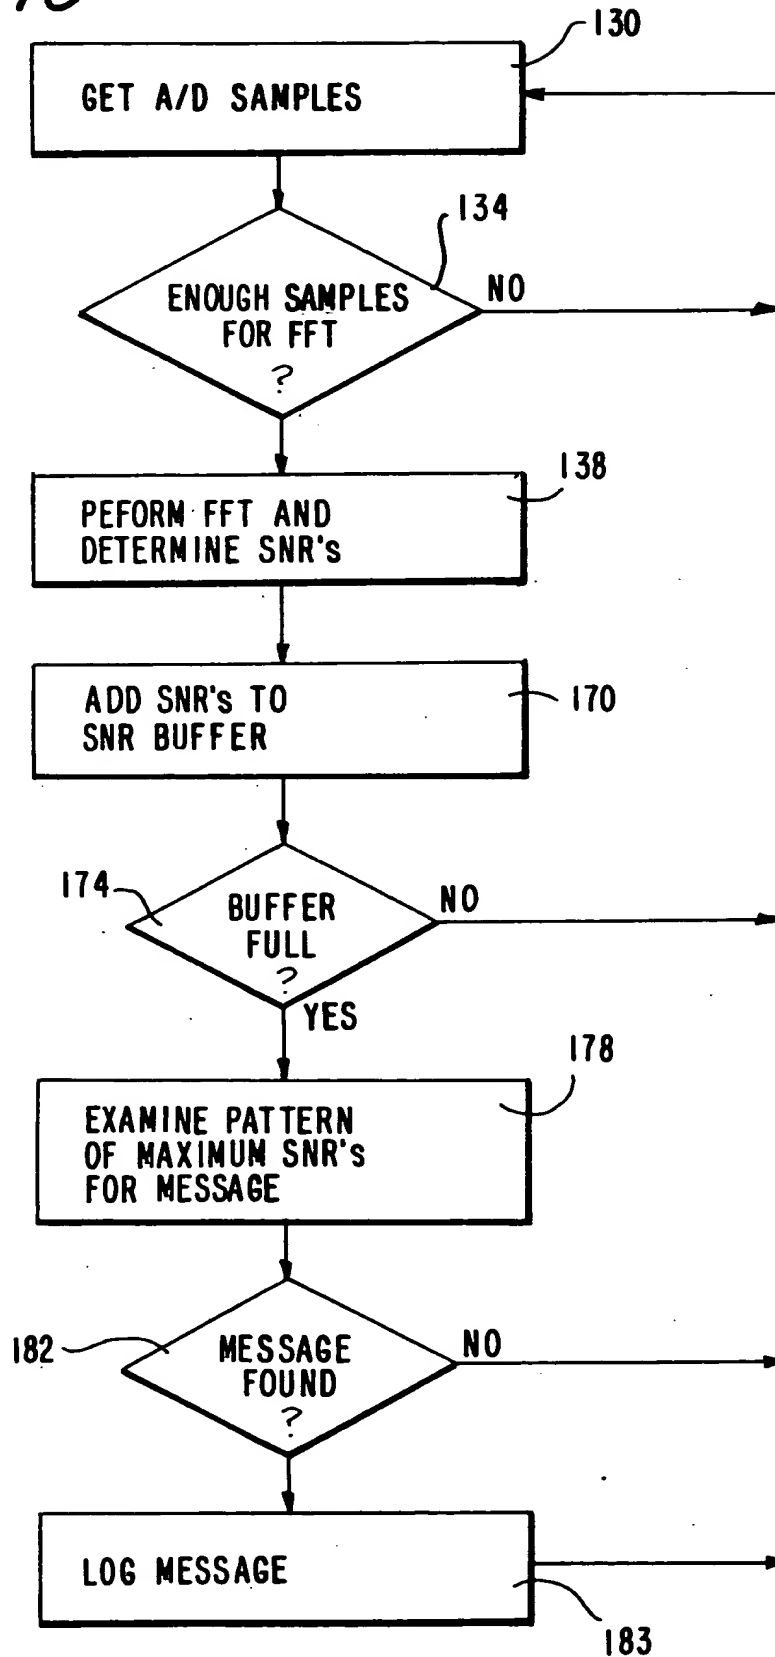 130
GET A/D SAMPLES
134
ENOUGH SAMPLES
FOR FFT
?
NO
138
PEFORM FFT AND
DETERMINE SNR's
170
ADD SNR's TO
SNR BUFFER
174
BUFFER
FULL
?
NO
YES
178
EXAMINE PATTERN
OF MAXIMUM SNR's
FOR MESSAGE
182
MESSAGE
FOUND
?
NO
LOG MESSAGE
183